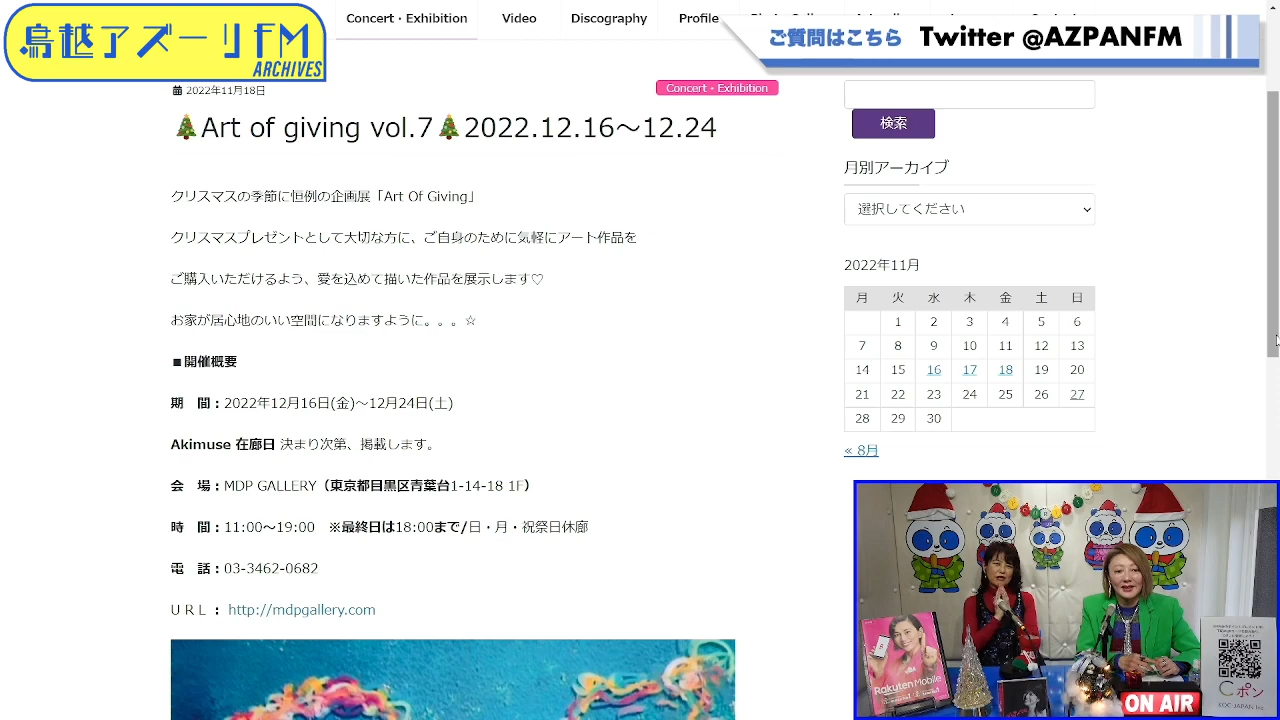 鳥越アズーリFM
ARCHIVES
Concert・Exhibition
Video
Discography
Profile
ご質問はこちら Twitter @AZPANFM
2022年11月18日
Concert・Exhibition
🎄Art of giving vol.7🎄2022.12.16～12.24
クリスマスの季節に恒例の企画展「Art Of Giving」
クリスマスプレゼントとして大切な方に、ご自身のために気軽にアート作品を
ご購入いただけるよう、愛を込めて描いた作品を展示します♡
お家が居心地のいい空間になりますように。。。☆
■開催概要
期　間：2022年12月16日(金)～12月24日(土)
Akimuse 在廊日 決まり次第、掲載します。
会　場：MDP GALLERY（東京都目黒区青葉台1-14-18 1F）
時　間：11:00～19:00　※最終日は18:00まで/日・月・祝祭日休廊
電　話：03-3462-0682
ＵＲＬ： http://mdpgallery.com
検索
月別アーカイブ
選択してください
2022年11月
月 火 水 木 金 土 日
1 2 3 4 5 6
7 8 9 10 11 12 13
14 15 16 17 18 19 20
21 22 23 24 25 26 27
28 29 30
« 8月
Rakuten Mobile
ON AIR
Cポン
KOC・JAPAN Inc.